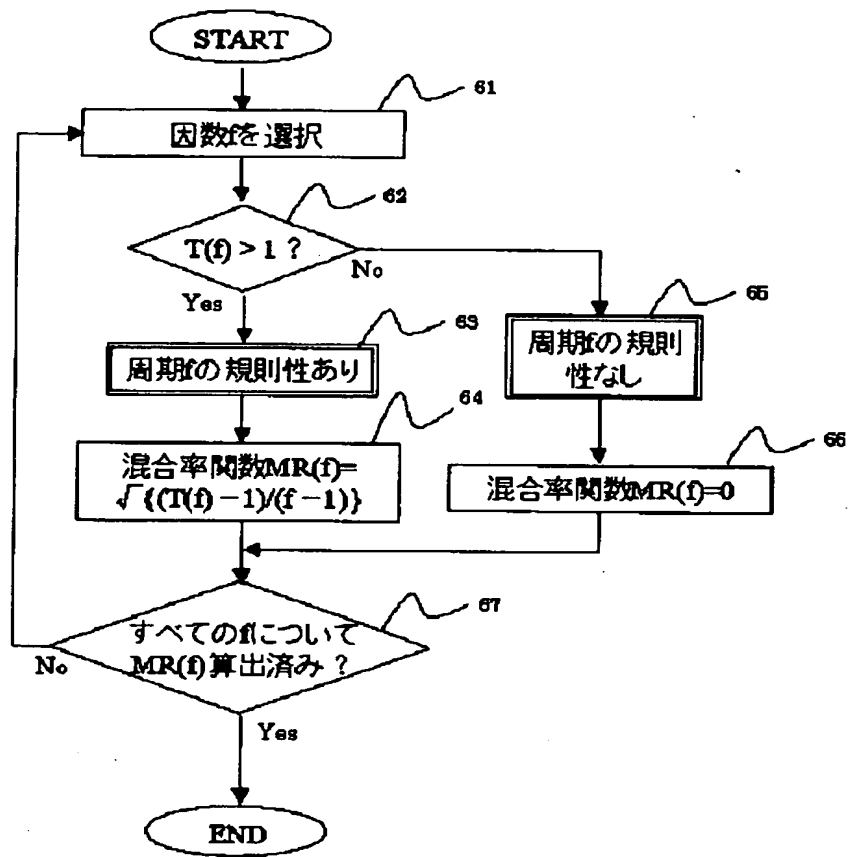 START
61
因数fを選択
62
T(f) > 1 ?
No
Yes
63
周期fの規則性あり
65
周期fの規則
性なし
64
混合率関数MR(f)=
√{(T(f)−1)/(f−1)}
66
混合率関数MR(f)=0
67
すべてのfについて
MR(f)算出済み?
No
Yes
END